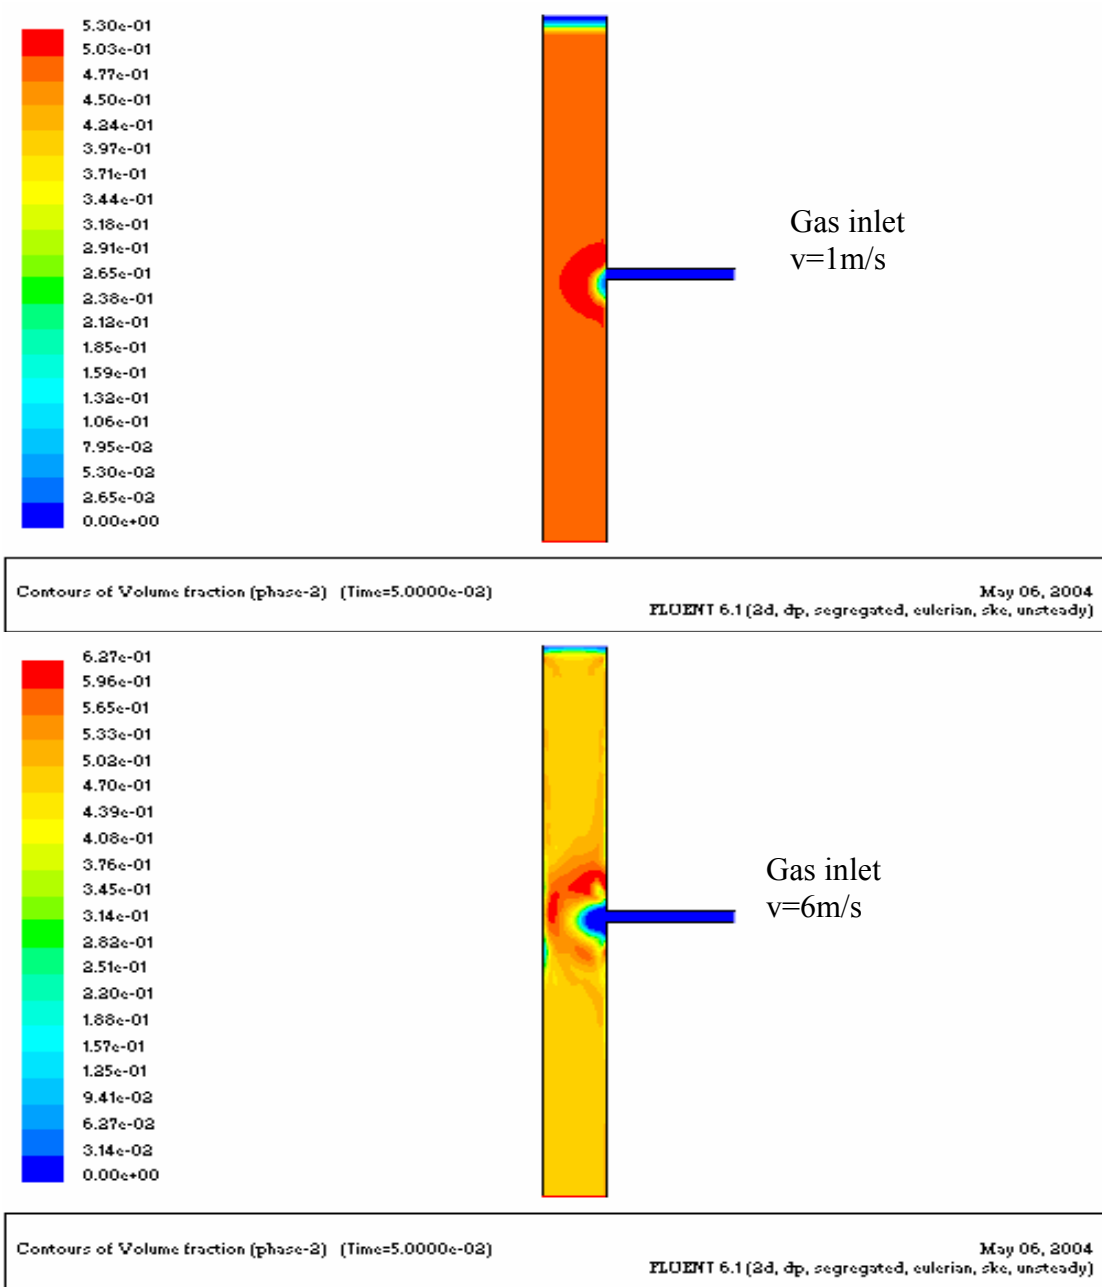 5.30e-01
5.03e-01
4.77e-01
4.50e-01
4.24e-01
3.97e-01
3.71e-01
3.44e-01
3.18e-01
2.91e-01
2.65e-01
2.38e-01
2.12e-01
1.85e-01
1.59e-01
1.32e-01
1.06e-01
7.95e-02
5.30e-02
2.65e-02
0.00e+00
Gas inlet
v=1m/s
Contours of Volume fraction (phase-2) (Time=5.0000e-02)
May 06, 2004
FLUENT 6.1 (2d, dp, segregated, eulerian, ske, unsteady)
6.27e-01
5.96e-01
5.65e-01
5.33e-01
5.02e-01
4.70e-01
4.39e-01
4.08e-01
3.76e-01
3.45e-01
3.14e-01
2.82e-01
2.51e-01
2.20e-01
1.88e-01
1.57e-01
1.25e-01
9.41e-02
6.27e-02
3.14e-02
0.00e+00
Gas inlet
v=6m/s
Contours of Volume fraction (phase-2) (Time=5.0000e-02)
May 06, 2004
FLUENT 6.1 (2d, dp, segregated, eulerian, ske, unsteady)